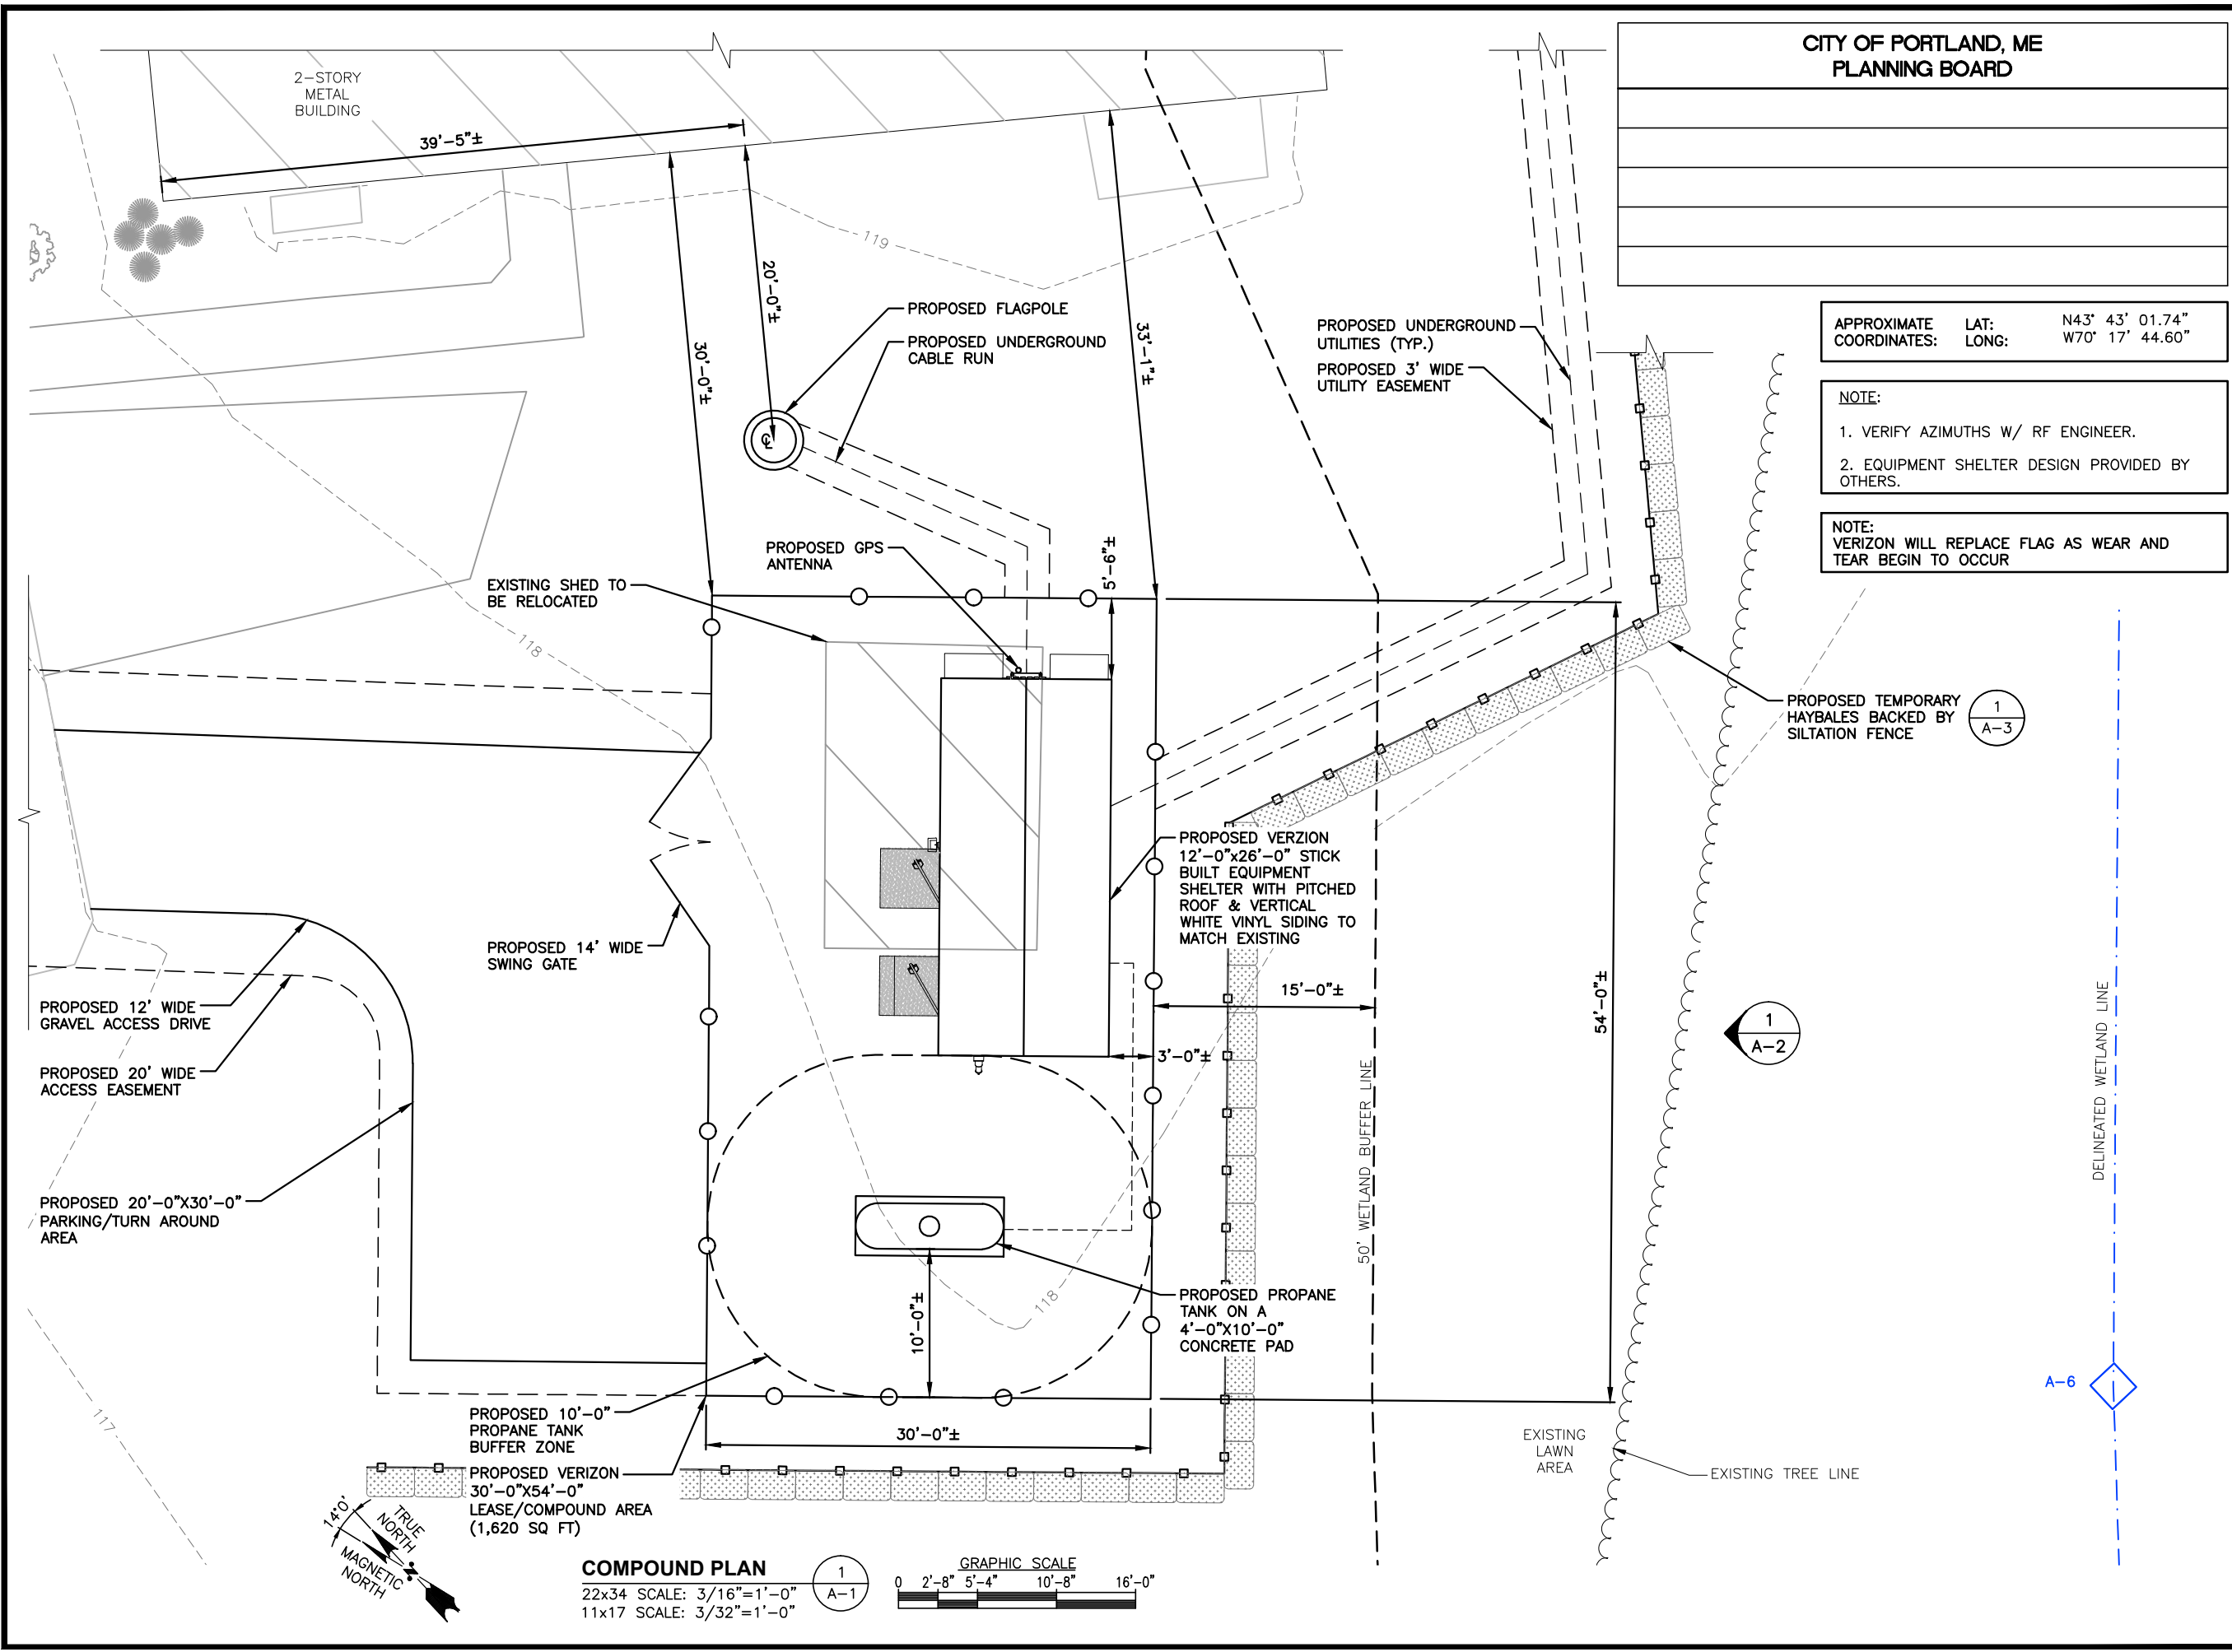 2-STORY
METAL
BUILDING
39'-5"±
CITY OF PORTLAND, ME
PLANNING BOARD
119
20'-0"±
30'-0"±
33'-1"±
PROPOSED FLAGPOLE
PROPOSED UNDERGROUND
CABLE RUN
℄
PROPOSED UNDERGROUND
UTILITIES (TYP.)
PROPOSED 3' WIDE
UTILITY EASEMENT
APPROXIMATE LAT: N43° 43' 01.74"
COORDINATES: LONG: W70° 17' 44.60"
NOTE:
1. VERIFY AZIMUTHS W/ RF ENGINEER.
2. EQUIPMENT SHELTER DESIGN PROVIDED BY
OTHERS.
NOTE:
VERIZON WILL REPLACE FLAG AS WEAR AND
TEAR BEGIN TO OCCUR
PROPOSED GPS
ANTENNA
5'-6"±
EXISTING SHED TO
BE RELOCATED
118
PROPOSED TEMPORARY
HAYBALES BACKED BY
SILTATION FENCE
1
A-3
PROPOSED VERZION
12'-0"x26'-0" STICK
BUILT EQUIPMENT
SHELTER WITH PITCHED
ROOF & VERTICAL
WHITE VINYL SIDING TO
MATCH EXISTING
PROPOSED 14' WIDE
SWING GATE
15'-0"±
54'-0"±
1
A-2
3'-0"±
PROPOSED 12' WIDE
GRAVEL ACCESS DRIVE
PROPOSED 20' WIDE
ACCESS EASEMENT
50' WETLAND BUFFER LINE
DELINEATED WETLAND LINE
PROPOSED 20'-0"X30'-0"
PARKING/TURN AROUND
AREA
10'-0"±
118
PROPOSED PROPANE
TANK ON A
4'-0"X10'-0"
CONCRETE PAD
A-6
117
PROPOSED 10'-0"
PROPANE TANK
BUFFER ZONE
30'-0"±
EXISTING
LAWN
AREA
EXISTING TREE LINE
PROPOSED VERIZON
30'-0"X54'-0"
LEASE/COMPOUND AREA
(1,620 SQ FT)
14°0'
TRUE
NORTH
MAGNETIC
NORTH
N
COMPOUND PLAN
22x34 SCALE: 3/16"=1'-0"
11x17 SCALE: 3/32"=1'-0"
1
A-1
GRAPHIC SCALE
0 2'-8" 5'-4" 10'-8" 16'-0"